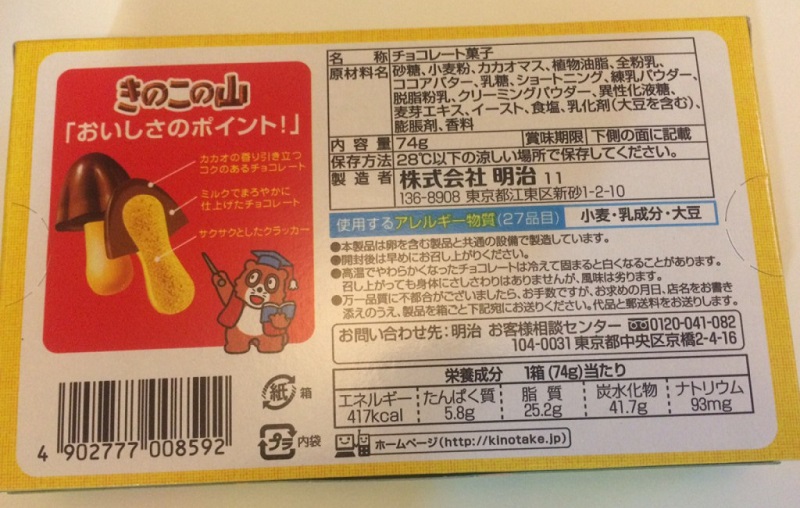 きのこの山
「おいしさのポイント!」
カカオの香り引き立つ
コクのあるチョコレート
ミルクでまろやかに
仕上げたチョコレート
サクサクとしたクラッカー
名 称 チョコレート菓子
原材料名 砂糖、小麦粉、カカオマス、植物油脂、全粉乳、
ココアバター、乳糖、ショートニング、練乳パウダー、
脱脂粉乳、クリーミングパウダー、異性化液糖、
麦芽エキス、イースト、食塩、乳化剤(大豆を含む)、
膨脹剤、香料
内 容 量 74g 賞味期限 下側の面に記載
保存方法 28℃以下の涼しい場所で保存してください。
製 造 者 株式会社 明治 11
136-8908 東京都江東区新砂1-2-10
使用するアレルギー物質(27品目) 小麦・乳成分・大豆
●本製品は卵を含む製品と共通の設備で製造しています。
●開封後は早めにお召し上がりください。
●高温でやわらかくなったチョコレートは冷えて固まると白くなることがあります。
召し上がっても身体にさしさわりはありませんが、風味は劣ります。
●万一品質に不都合がございましたら、お手数ですが、お求めの月日、店名をお書き
添えのうえ、製品を箱ごと下記宛にお送りください。代品と郵送料をお送りします。
お問い合わせ先:明治 お客様相談センター 0120-041-082
104-0031 東京都中央区京橋2-4-16
栄養成分 1箱(74g)当たり
エネルギー たんぱく質 脂 質 炭水化物 ナトリウム
417kcal 5.8g 25.2g 41.7g 93mg
紙 箱
プラ 内袋
ホームページ(http://kinotake.jp)
4 902777 008592